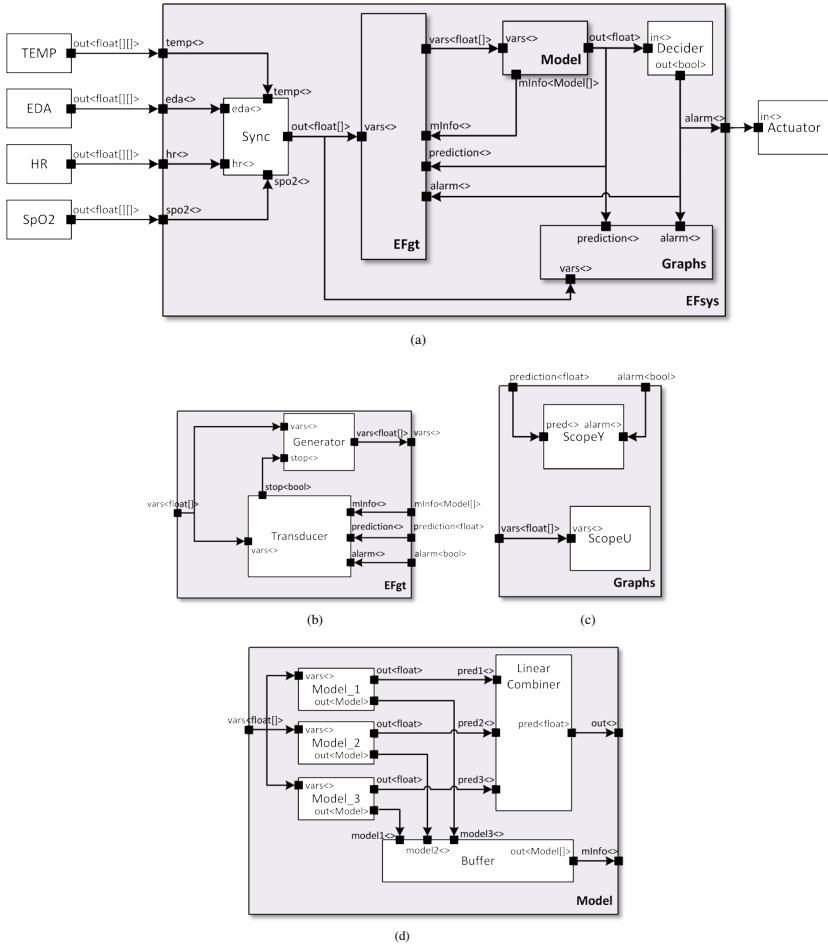 TEMP
out<float[][]>
temp<>
EDA
out<float[][]>
eda<>
HR
out<float[][]>
hr<>
SpO2
out<float[][]>
spo2<>
temp<>
eda<>
Sync
hr<>
spo2<>
out<float[]>
vars<>
vars<float[]>
mInfo<>
prediction<>
alarm<>
EFgt
vars<>
out<float>
Model
mInfo<Model[]>
in<>
Decider
out<bool>
alarm<>
in<>
Actuator
prediction<>
alarm<>
Graphs
vars<>
EFsys
(a)
vars<>
Generator
stop<>
vars<float[]>
vars<>
stop<bool>
vars<float[]>
Transducer
vars<>
mInfo<>
mInfo<Model[]>
prediction<>
prediction<float>
alarm<>
alarm<bool>
EFgt
(b)
prediction<float>
alarm<bool>
pred<>
alarm<>
ScopeY
vars<float[]>
vars<>
ScopeU
Graphs
(c)
vars<float[]>
vars<>
Model_1
out<Model>
out<float>
pred1<>
vars<>
Model_2
out<Model>
out<float>
pred2<>
vars<>
Model_3
out<Model>
out<float>
pred3<>
Linear
Combiner
pred<float>
out<>
model1<>
model2<>
model3<>
Buffer
out<Model[]>
mInfo<>
Model
(d)